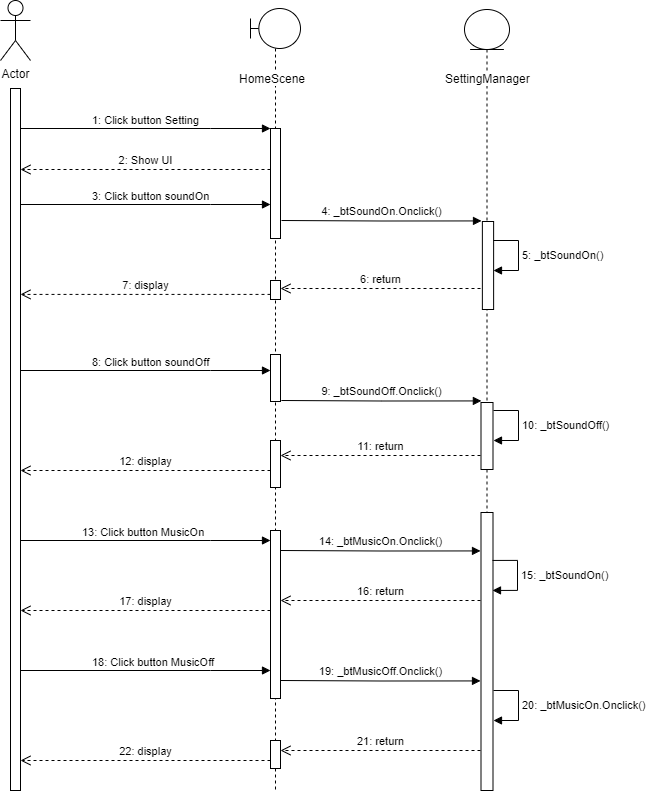 Actor
HomeScene
SettingManager
1: Click button Setting
2: Show UI
3: Click button soundOn
4: _btSoundOn.Onclick()
5: _btSoundOn()
6: return
7: display
8: Click button soundOff
9: _btSoundOff.Onclick()
10: _btSoundOff()
11: return
12: display
13: Click button MusicOn
14: _btMusicOn.Onclick()
15: _btSoundOn()
16: return
17: display
18: Click button MusicOff
19: _btMusicOff.Onclick()
20: _btMusicOn.Onclick()
21: return
22: display